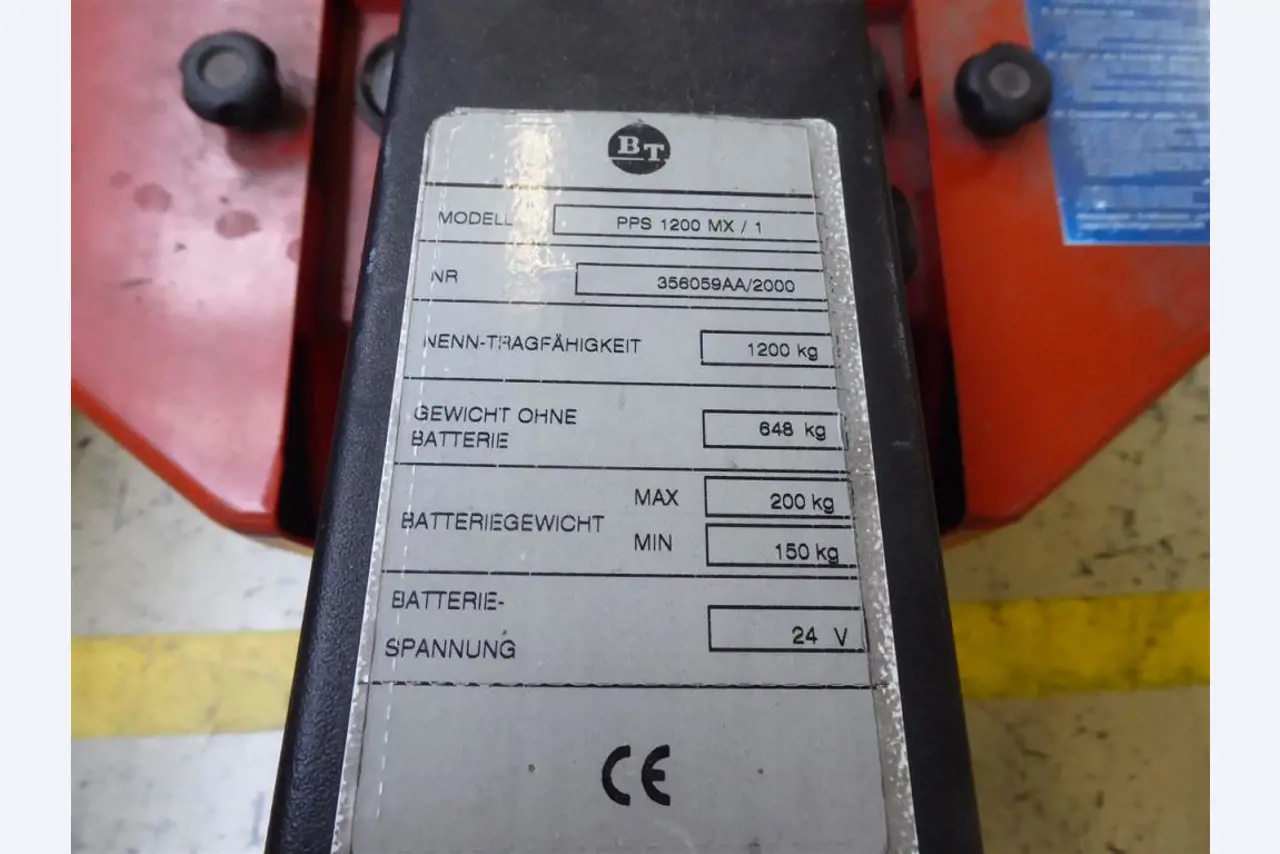 BT
MODELL PPS 1200 MX / 1
NR 356059AA/2000
NENN-TRAGFÄHIGKEIT 1200 kg
GEWICHT OHNE
BATTERIE 648 kg
BATTERIEGEWICHT MAX 200 kg
MIN 150 kg
BATTERIE-
SPANNUNG 24 V
CE